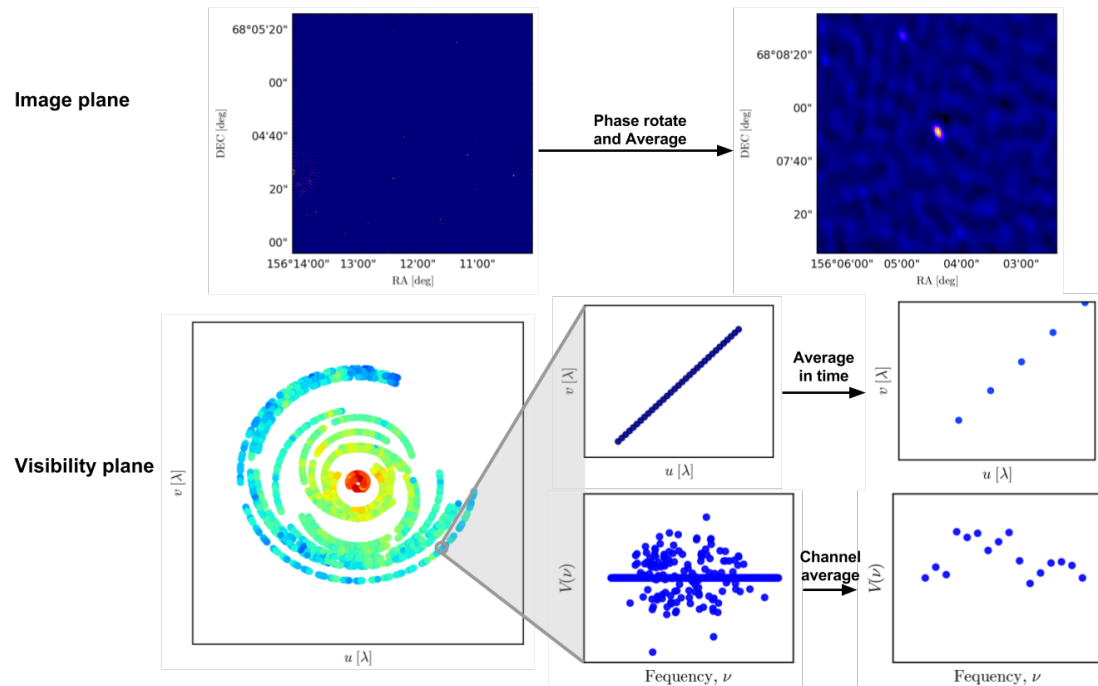 68°05'20"
00"
04'40"
20"
00"
DEC [deg]
156°14'00" 13'00" 12'00" 11'00"
RA [deg]
Image plane
Phase rotate
and Average
68°08'20"
00"
07'40"
20"
DEC [deg]
156°06'00" 05'00" 04'00" 03'00"
RA [deg]
Visibility plane
v [λ]
u [λ]
v [λ]
u [λ]
Average
in time
v [λ]
u [λ]
V(ν)
Fequency, ν
Channel
average
V(ν)
Fequency, ν